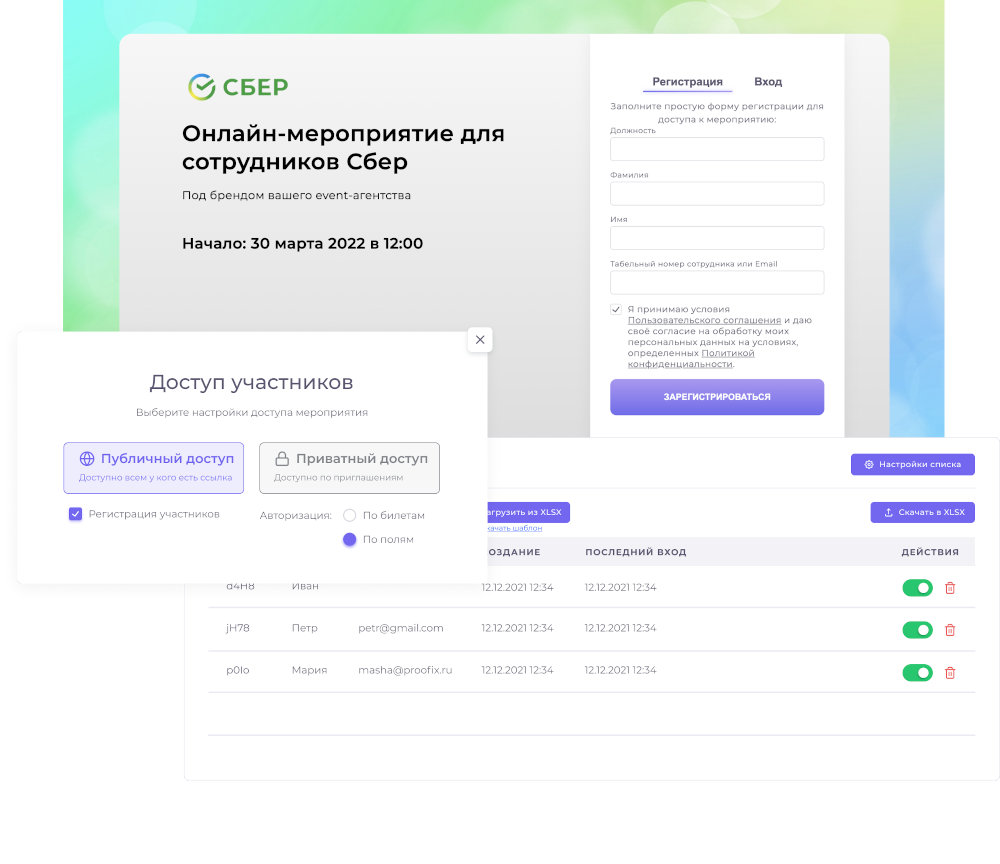 СБЕР
Онлайн-мероприятие для
сотрудников Сбер
Под брендом вашего event-агентства
Начало: 30 марта 2022 в 12:00
Регистрация Вход
Заполните простую форму регистрации для
доступа к мероприятию:
Должность
Фамилия
Имя
Табельный номер сотрудника или Email
Я принимаю условия
Пользовательского соглашения и даю
своё согласие на обработку моих
персональных данных на условиях,
определенных Политикой
конфиденциальности.
ЗАРЕГИСТРИРОВАТЬСЯ
Доступ участников
Выберите настройки доступа мероприятия
Публичный доступ
Доступно всем у кого есть ссылка
Приватный доступ
Доступно по приглашениям
Регистрация участников
Авторизация: По билетам
По полям
Настройки списка
агрузить из XLSX
качать шаблон
Скачать в XLSX
ОЗДАНИЕ ПОСЛЕДНИЙ ВХОД ДЕЙСТВИЯ
d4H8 Иван 12.12.2021 12:34 12.12.2021 12:34
jH78 Петр petr@gmail.com 12.12.2021 12:34 12.12.2021 12:34
p0Io Мария masha@proofix.ru 12.12.2021 12:34 12.12.2021 12:34